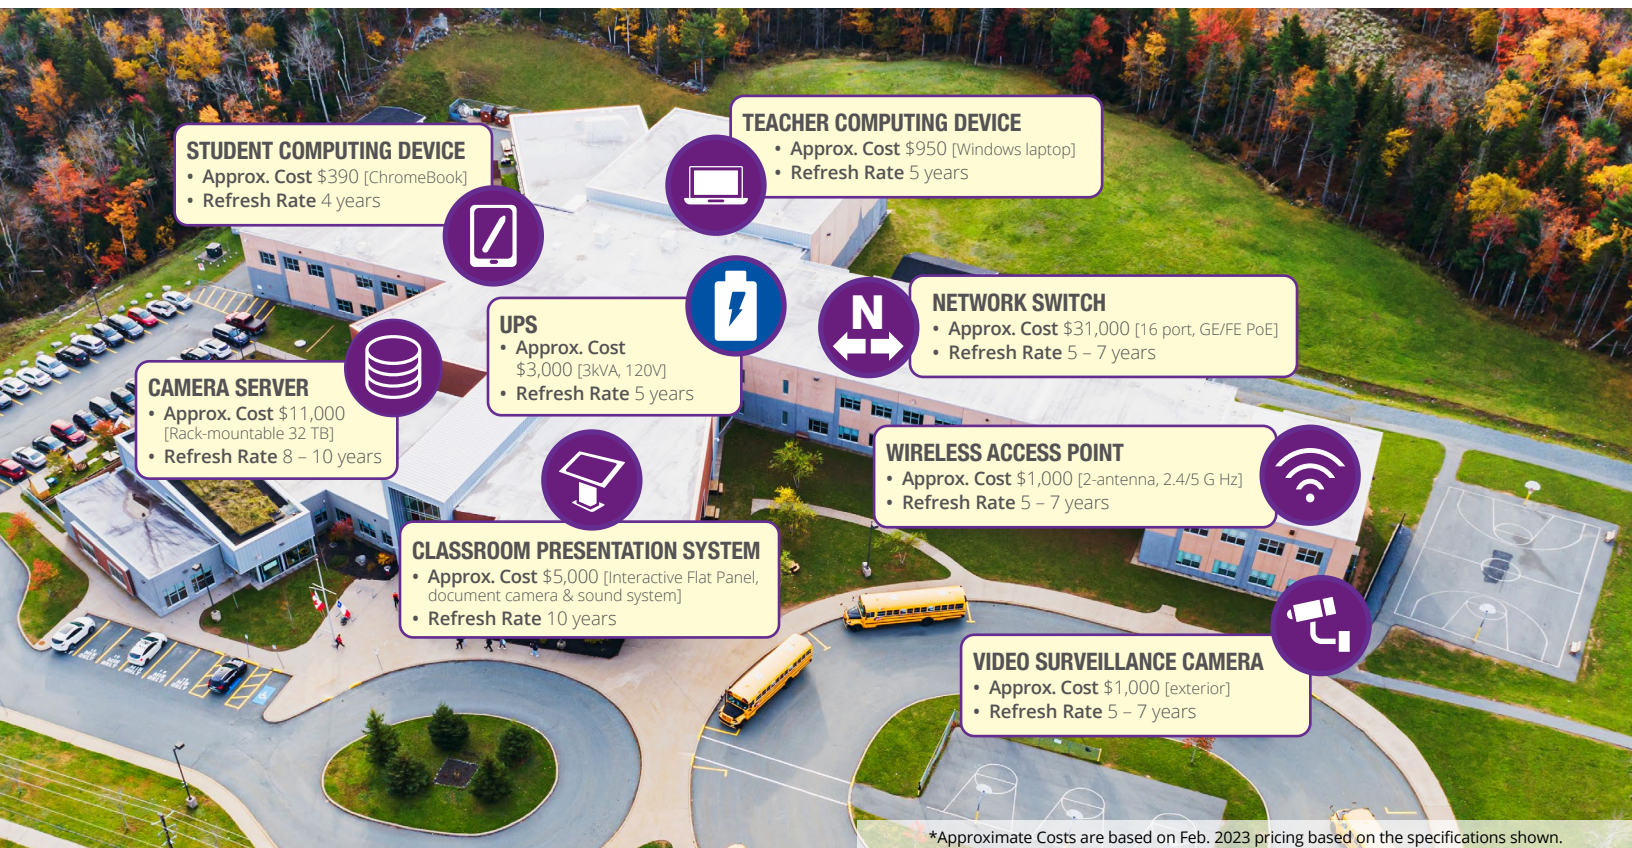 STUDENT COMPUTING DEVICE
• Approx. Cost $390 [ChromeBook]
• Refresh Rate 4 years
TEACHER COMPUTING DEVICE
• Approx. Cost $950 [Windows laptop]
• Refresh Rate 5 years
UPS
• Approx. Cost
$3,000 [3kVA, 120V]
• Refresh Rate 5 years
N
NETWORK SWITCH
• Approx. Cost $31,000 [16 port, GE/FE PoE]
• Refresh Rate 5 – 7 years
CAMERA SERVER
• Approx. Cost $11,000
[Rack-mountable 32 TB]
• Refresh Rate 8 – 10 years
WIRELESS ACCESS POINT
• Approx. Cost $1,000 [2-antenna, 2.4/5 G Hz]
• Refresh Rate 5 – 7 years
CLASSROOM PRESENTATION SYSTEM
• Approx. Cost $5,000 [Interactive Flat Panel,
document camera & sound system]
• Refresh Rate 10 years
VIDEO SURVEILLANCE CAMERA
• Approx. Cost $1,000 [exterior]
• Refresh Rate 5 – 7 years
*Approximate Costs are based on Feb. 2023 pricing based on the specifications shown.